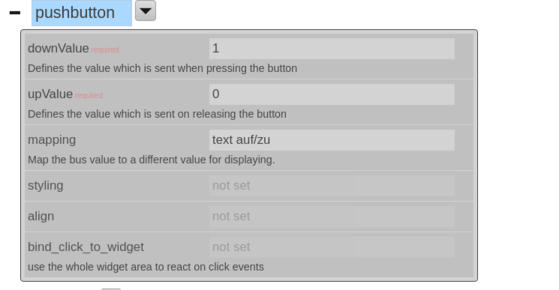 pushbutton
downValue required 1
Defines the value which is sent when pressing the button
upValue required 0
Defines the value which is sent on releasing the button
mapping text auf/zu
Map the bus value to a different value for displaying.
styling not set
align not set
bind_click_to_widget not set
use the whole widget area to react on click events